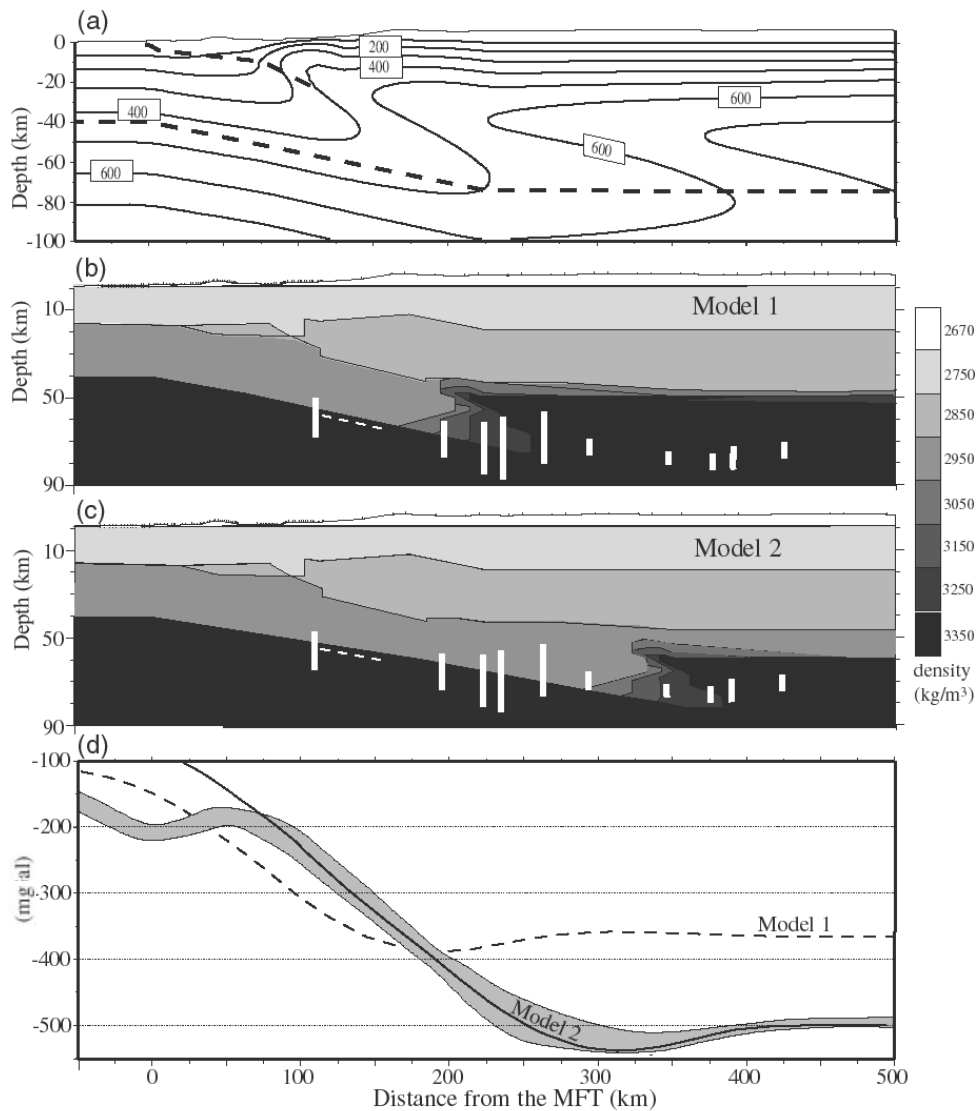 (a)
0
-20
-40
-60
-80
-100
Depth (km)
200
400
600
400
600
600
(b)
Model 1
10
50
90
Depth (km)
2670
2750
2850
2950
3050
3150
3250
3350
density
(kg/m³)
(c)
Model 2
10
50
90
Depth (km)
(d)
-100
-200
-300
-400
-500
(mgal)
Model 1
Model 2
0 100 200 300 400 500
Distance from the MFT (km)